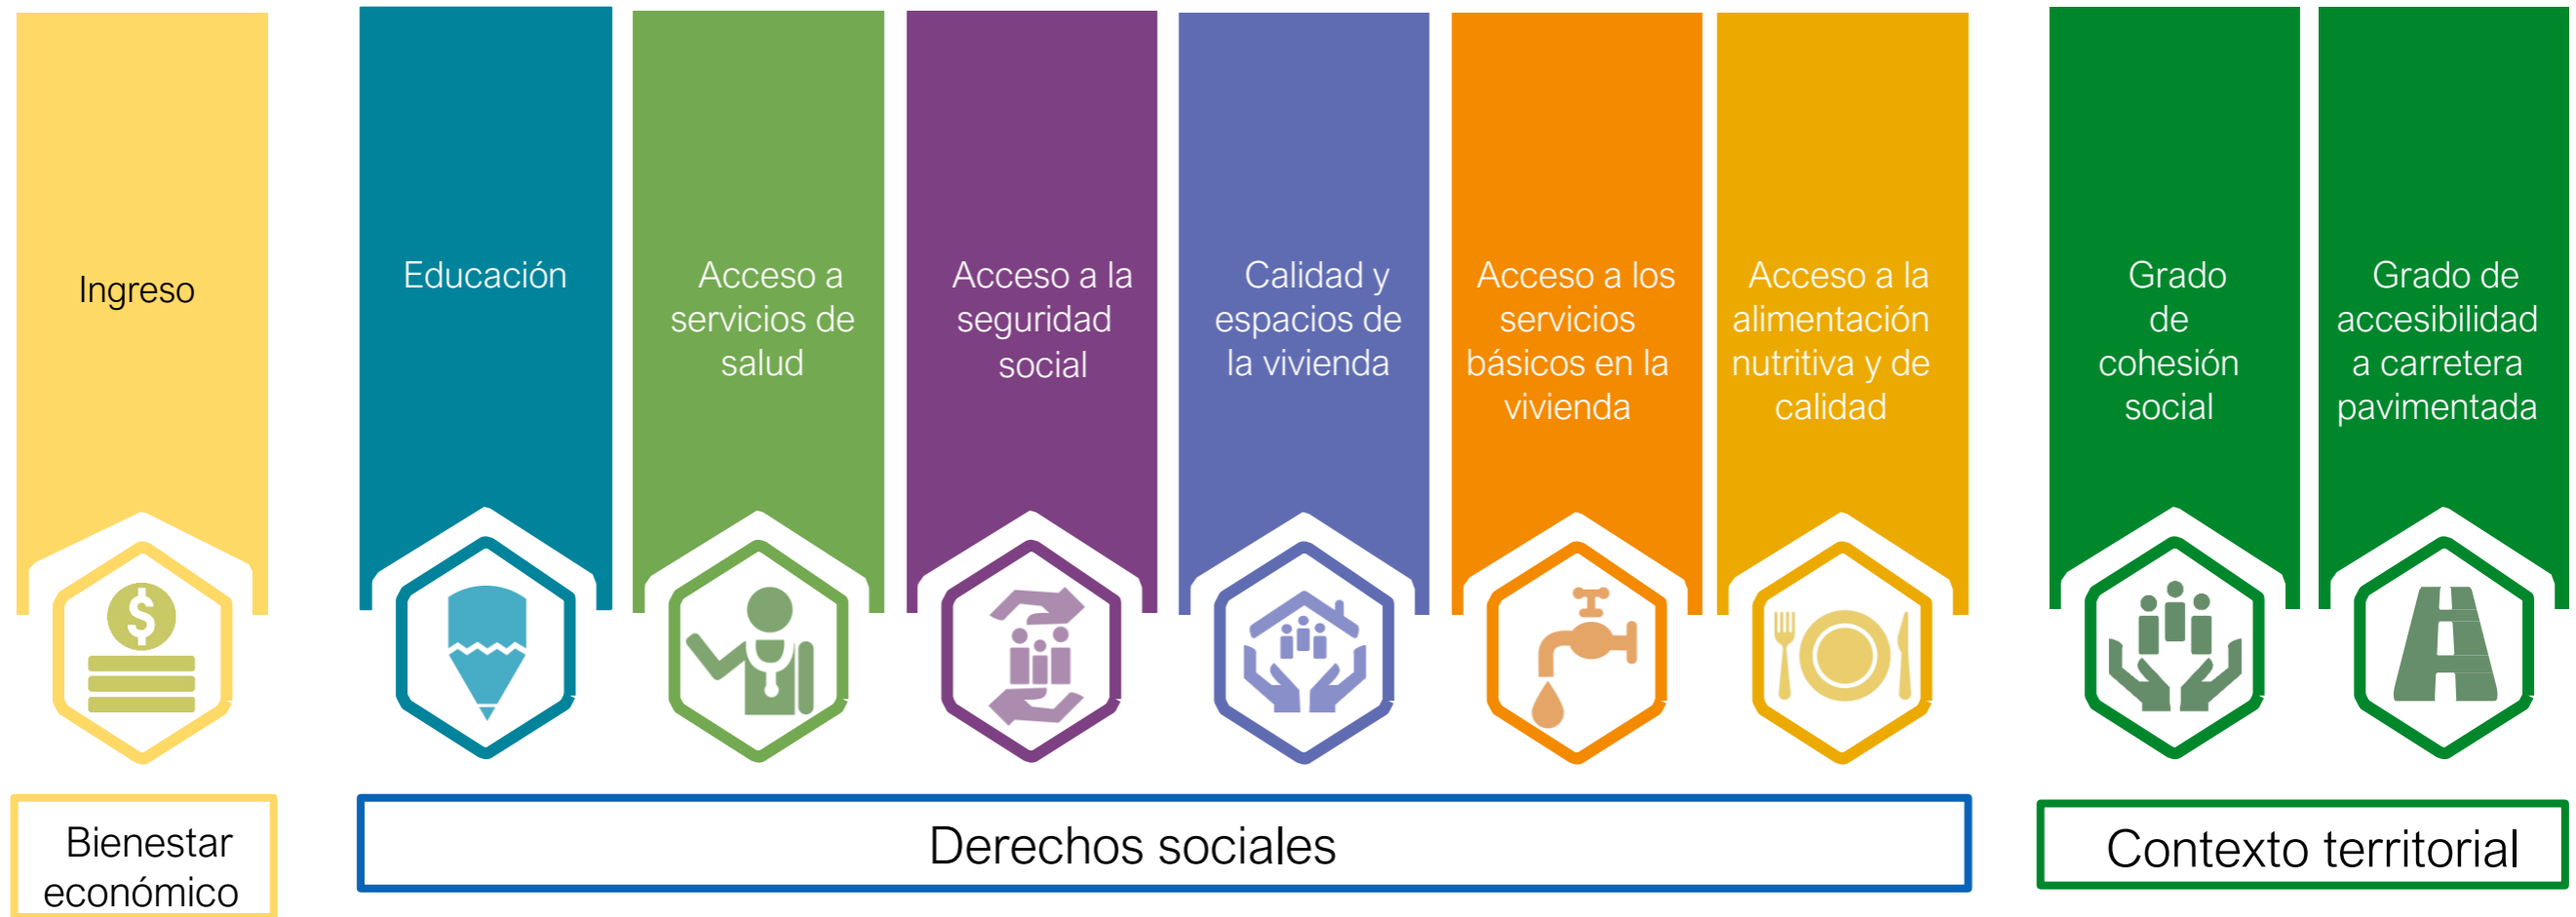 Ingreso
Educación
Acceso a
servicios de
salud
Acceso a la
seguridad
social
Calidad y
espacios de
la vivienda
Acceso a los
servicios
básicos en la
vivienda
Acceso a la
alimentación
nutritiva y de
calidad
Grado
de
cohesión
social
Grado de
accesibilidad
a carretera
pavimentada
$
Bienestar
económico
Derechos sociales
Contexto territorial